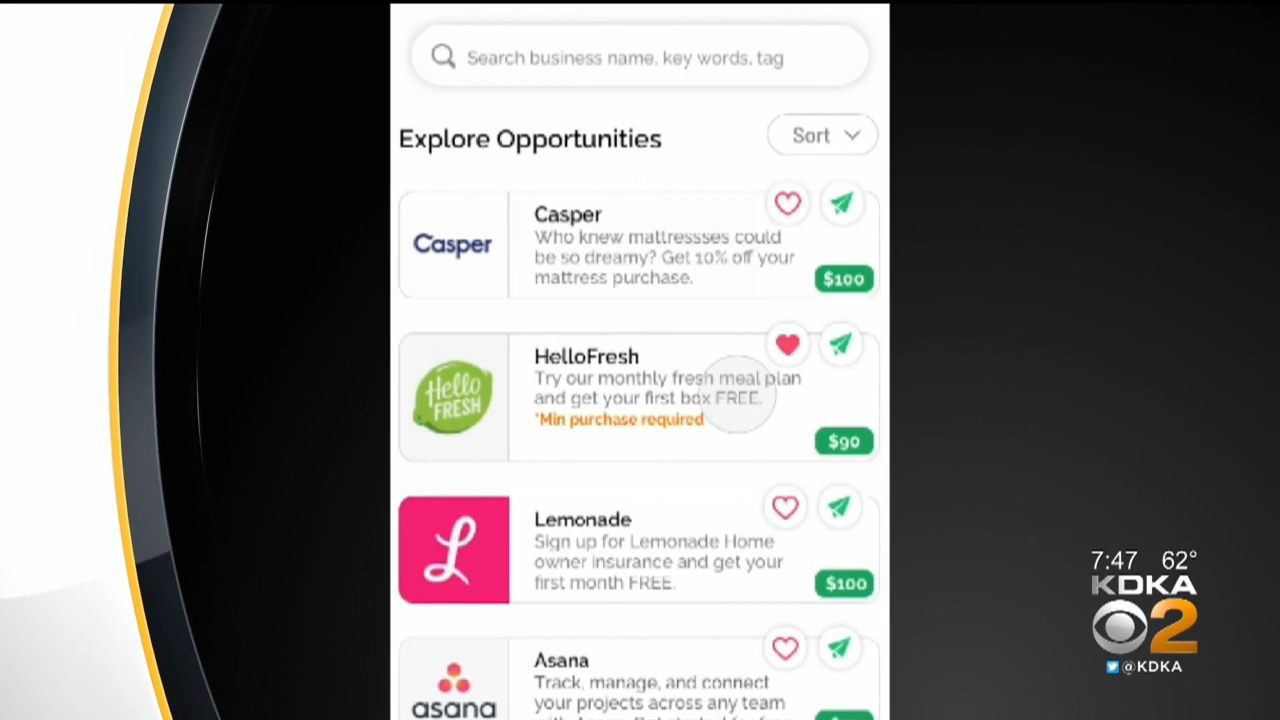 Search business name, key words, tag
Explore Opportunities
Sort
Casper
Casper
Who knew mattressses could
be so dreamy? Get 10% off your
mattress purchase.
$100
Hello
FRESH
HelloFresh
Try our monthly fresh meal plan
and get your first box FREE.
*Min purchase required
$90
L
Lemonade
Sign up for Lemonade Home
owner insurance and get your
first month FREE.
$100
asana
Asana
Track, manage, and connect
your projects across any team
7:47 62°
KDKA
2
@KDKA